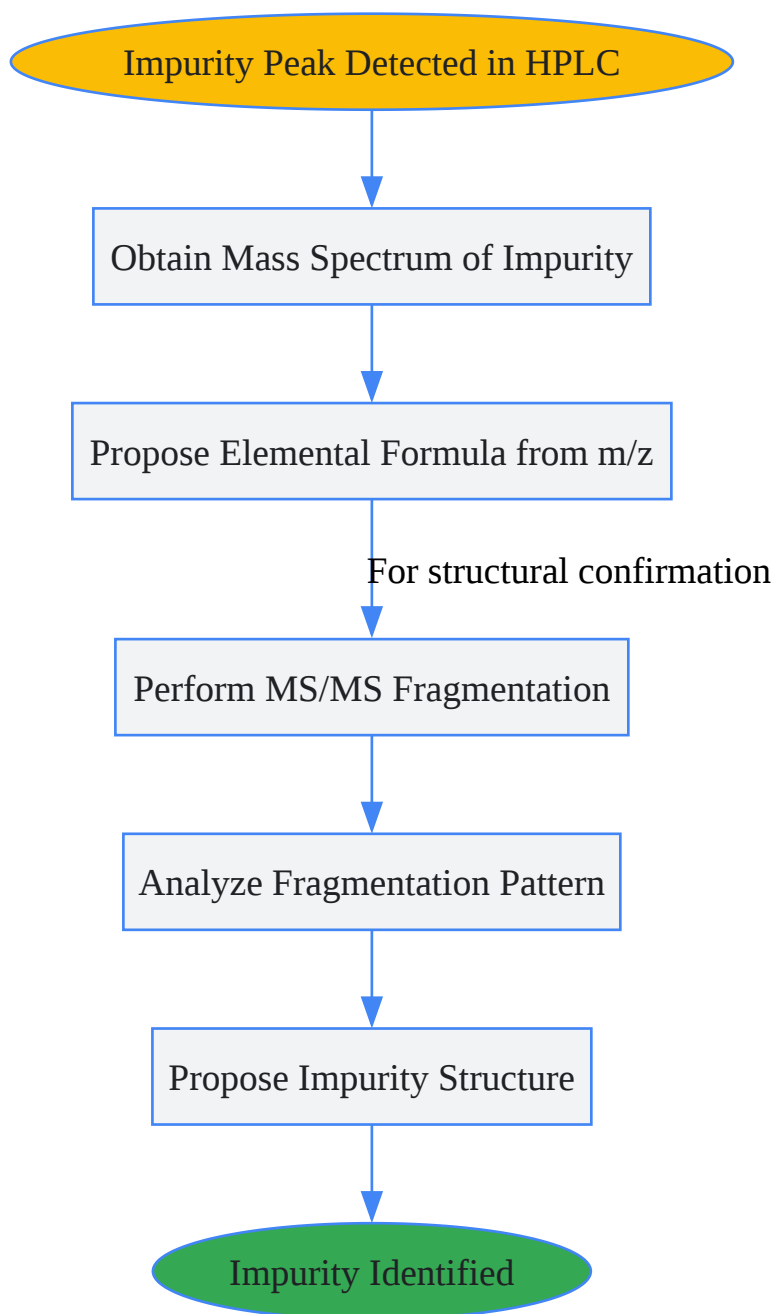 Impurity Peak Detected in HPLC
Obtain Mass Spectrum of Impurity
Propose Elemental Formula from m/z
For structural confirmation
Perform MS/MS Fragmentation
Analyze Fragmentation Pattern
Propose Impurity Structure
Impurity Identified